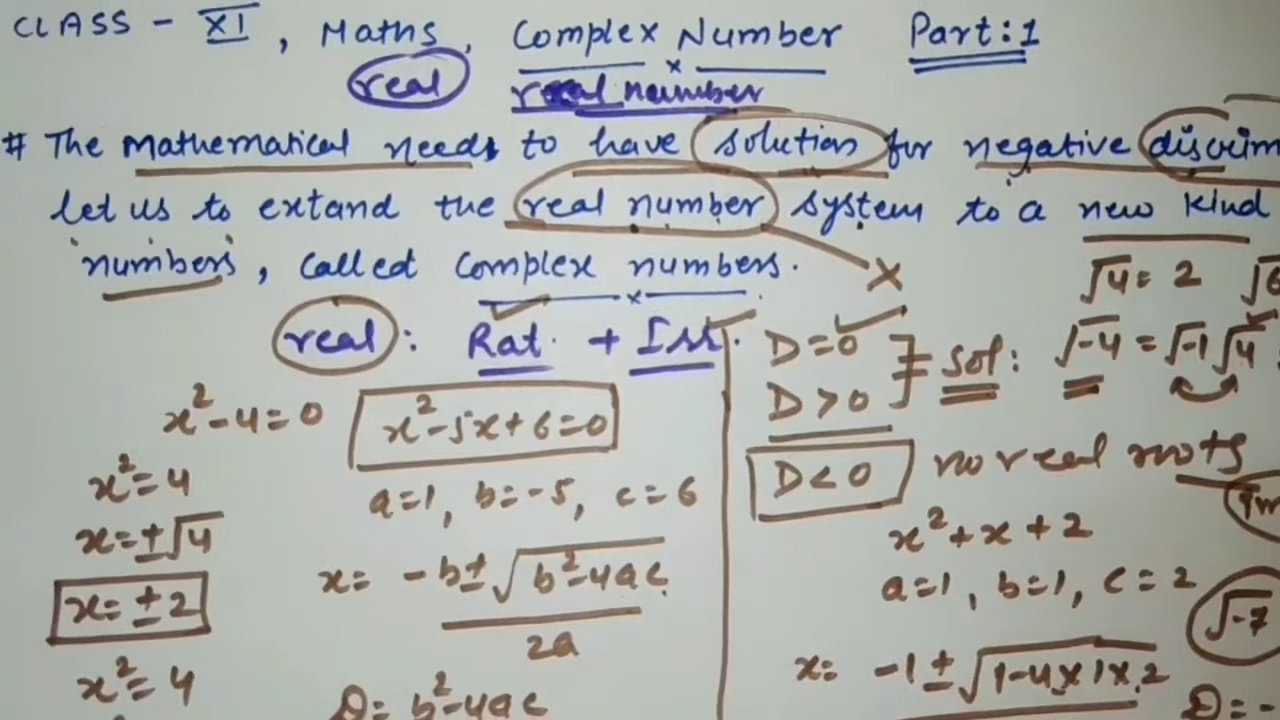 CLASS - XI, Maths, Complex Number Part:1
real real number
# The mathematical needs to have solution for negative discrim
let us to extand the real number system to a new kind
numbers, called complex numbers.
√4 = 2 √6
real: Rat. + Irr.
D=0
D>0
Sol: √-4 = √-1 √4
x²-4=0
x²-5x+6=0
D<0 no real roots
x²=4
a=1, b=-5, c=6
x=±√4
x²+x+2
x= -b±√b²-4ac
2a
a=1, b=1, c=2
x=±2
√-7
x²=4
x= -1±√1-4×1×2
D= b²-4ac
D=-